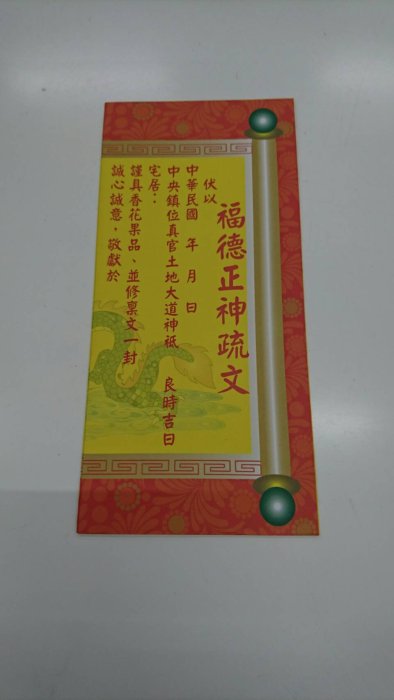 福德正神疏文
伏以
中華民國 年 月 日
中央鎮位真官土地大道神祇 良時吉日
宅居：
謹具香花果品、並修稟文一封
誠心誠意，敬獻於